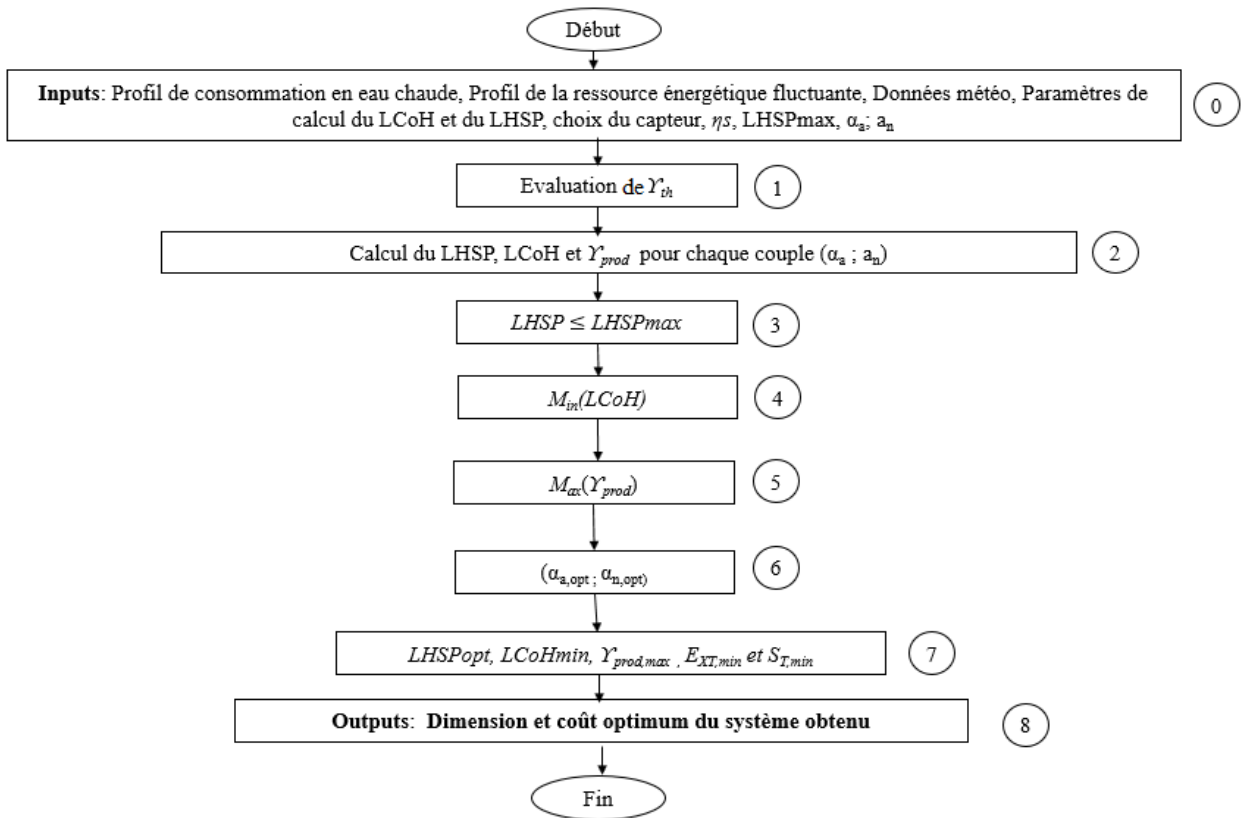 Début
Inputs: Profil de consommation en eau chaude, Profil de la ressource énergétique fluctuante, Données météo, Paramètres de
calcul du LCoH et du LHSP, choix du capteur, ηs, LHSPmax, αₐ; aₙ
0
Evaluation de ϒth
1
Calcul du LHSP, LCoH et ϒprod pour chaque couple (αₐ ; aₙ)
2
LHSP ≤ LHSPmax
3
Min(LCoH)
4
Max(ϒprod)
5
(αa,opt ; αn,opt)
6
LHSPopt, LCoHmin, ϒprod,max , EXT,min et ST,min
7
Outputs: Dimension et coût optimum du système obtenu
8
Fin